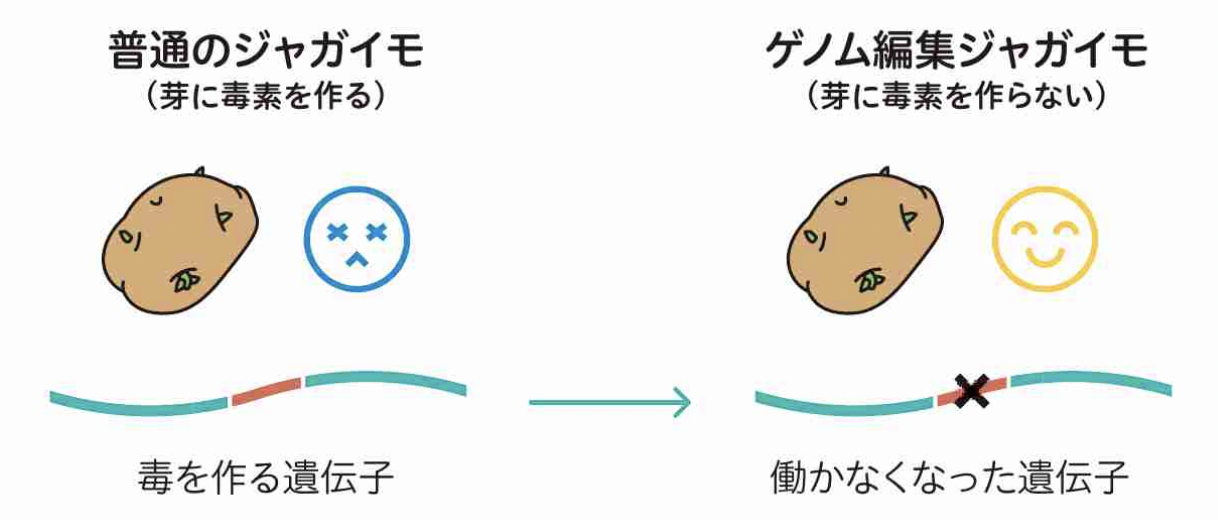 普通のジャガイモ
（芽に毒素を作る）
ゲノム編集ジャガイモ
（芽に毒素を作らない）
毒を作る遺伝子
働かなくなった遺伝子